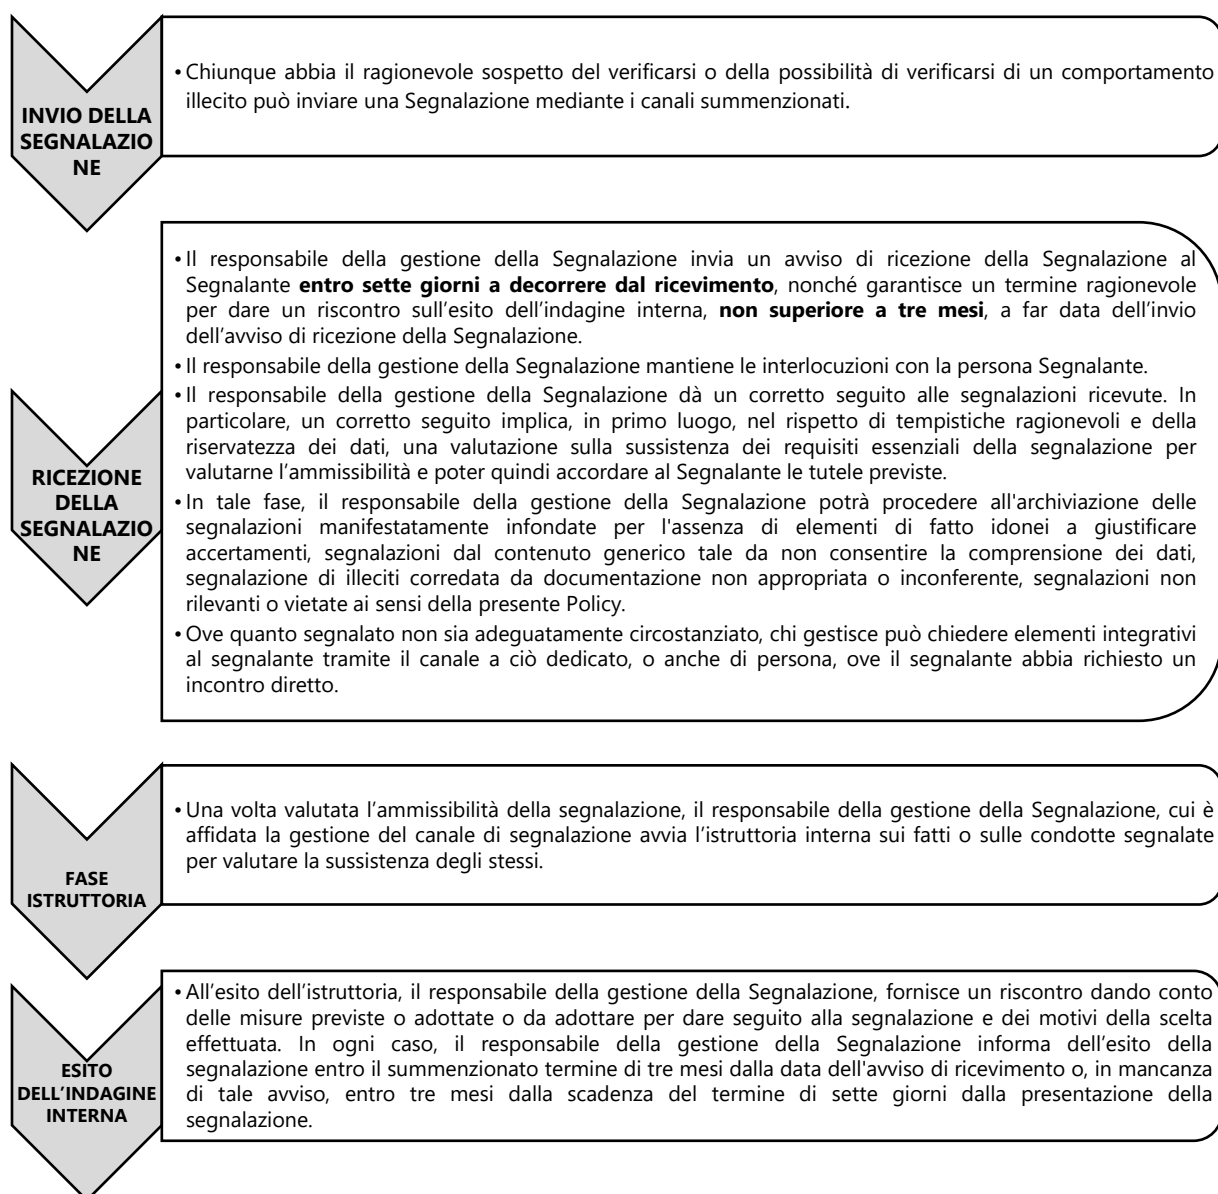 INVIO DELLA
SEGNALAZIO
NE
• Chiunque abbia il ragionevole sospetto del verificarsi o della possibilità di verificarsi di un comportamento
illecito può inviare una Segnalazione mediante i canali summenzionati.
RICEZIONE
DELLA
SEGNALAZIO
NE
• Il responsabile della gestione della Segnalazione invia un avviso di ricezione della Segnalazione al
Segnalante entro sette giorni a decorrere dal ricevimento, nonché garantisce un termine ragionevole
per dare un riscontro sull’esito dell’indagine interna, non superiore a tre mesi, a far data dell’invio
dell’avviso di ricezione della Segnalazione.
• Il responsabile della gestione della Segnalazione mantiene le interlocuzioni con la persona Segnalante.
• Il responsabile della gestione della Segnalazione dà un corretto seguito alle segnalazioni ricevute. In
particolare, un corretto seguito implica, in primo luogo, nel rispetto di tempistiche ragionevoli e della
riservatezza dei dati, una valutazione sulla sussistenza dei requisiti essenziali della segnalazione per
valutarne l’ammissibilità e poter quindi accordare al Segnalante le tutele previste.
• In tale fase, il responsabile della gestione della Segnalazione potrà procedere all'archiviazione delle
segnalazioni manifestatamente infondate per l'assenza di elementi di fatto idonei a giustificare
accertamenti, segnalazioni dal contenuto generico tale da non consentire la comprensione dei dati,
segnalazione di illeciti corredata da documentazione non appropriata o inconferente, segnalazioni non
rilevanti o vietate ai sensi della presente Policy.
• Ove quanto segnalato non sia adeguatamente circostanziato, chi gestisce può chiedere elementi integrativi
al segnalante tramite il canale a ciò dedicato, o anche di persona, ove il segnalante abbia richiesto un
incontro diretto.
FASE
ISTRUTTORIA
• Una volta valutata l’ammissibilità della segnalazione, il responsabile della gestione della Segnalazione, cui è
affidata la gestione del canale di segnalazione avvia l’istruttoria interna sui fatti o sulle condotte segnalate
per valutare la sussistenza degli stessi.
ESITO
DELL’INDAGINE
INTERNA
• All’esito dell’istruttoria, il responsabile della gestione della Segnalazione, fornisce un riscontro dando conto
delle misure previste o adottate o da adottare per dare seguito alla segnalazione e dei motivi della scelta
effettuata. In ogni caso, il responsabile della gestione della Segnalazione informa dell’esito della
segnalazione entro il summenzionato termine di tre mesi dalla data dell'avviso di ricevimento o, in mancanza
di tale avviso, entro tre mesi dalla scadenza del termine di sette giorni dalla presentazione della
segnalazione.